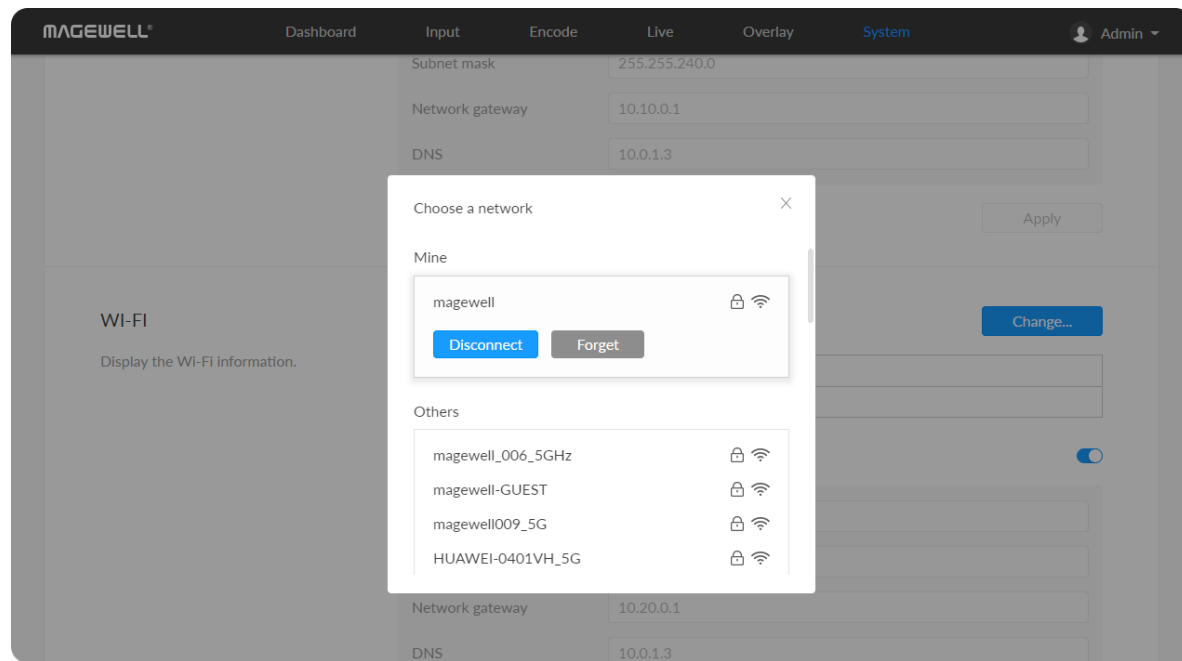 MAGEWELL® Dashboard Input Encode Live Overlay System Admin
Subnet mask 255.255.240.0
Network gateway 10.10.0.1
DNS 10.0.1.3
Apply
WI-FI
Display the Wi-Fi information.
Change...
Choose a network
Mine
magewell
Disconnect Forget
Others
magewell_006_5GHz
magewell-GUEST
magewell009_5G
HUAWEI-0401VH_5G
Network gateway 10.20.0.1
DNS 10.0.1.3